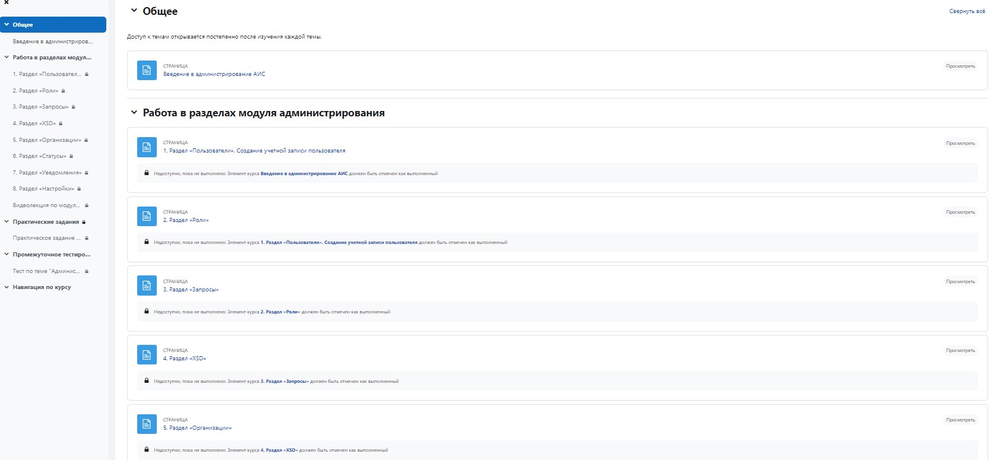 Общее
Введение в администриров...
Работа в разделах модул...
1. Раздел «Пользовател...
2. Раздел «Роли»
3. Раздел «Запросы»
4. Раздел «XSD»
5. Раздел «Организации»
6. Раздел «Статусы»
7. Раздел «Уведомления»
8. Раздел «Настройки»
Видеолекция по модул...
Практические задания
Практическое задание ...
Промежуточное тестиро...
Тест по теме "Админис...
Навигация по курсу
Общее
Свернуть всё
Доступ к темам открывается постепенно после изучения каждой темы.
СТРАНИЦА
Введение в администрирование АИС
Просмотреть
Работа в разделах модуля администрирования
СТРАНИЦА
1. Раздел «Пользователи». Создание учетной записи пользователя
Просмотреть
Недоступно, пока не выполнено: Элемент курса Введение в администрирование АИС должен быть отмечен как выполненный
СТРАНИЦА
2. Раздел «Роли»
Просмотреть
Недоступно, пока не выполнено: Элемент курса 1. Раздел «Пользователи». Создание учетной записи пользователя должен быть отмечен как выполненный
СТРАНИЦА
3. Раздел «Запросы»
Просмотреть
Недоступно, пока не выполнено: Элемент курса 2. Раздел «Роли» должен быть отмечен как выполненный
СТРАНИЦА
4. Раздел «XSD»
Просмотреть
Недоступно, пока не выполнено: Элемент курса 3. Раздел «Запросы» должен быть отмечен как выполненный
СТРАНИЦА
5. Раздел «Организации»
Просмотреть
Недоступно, пока не выполнено: Элемент курса 4. Раздел «XSD» должен быть отмечен как выполненный